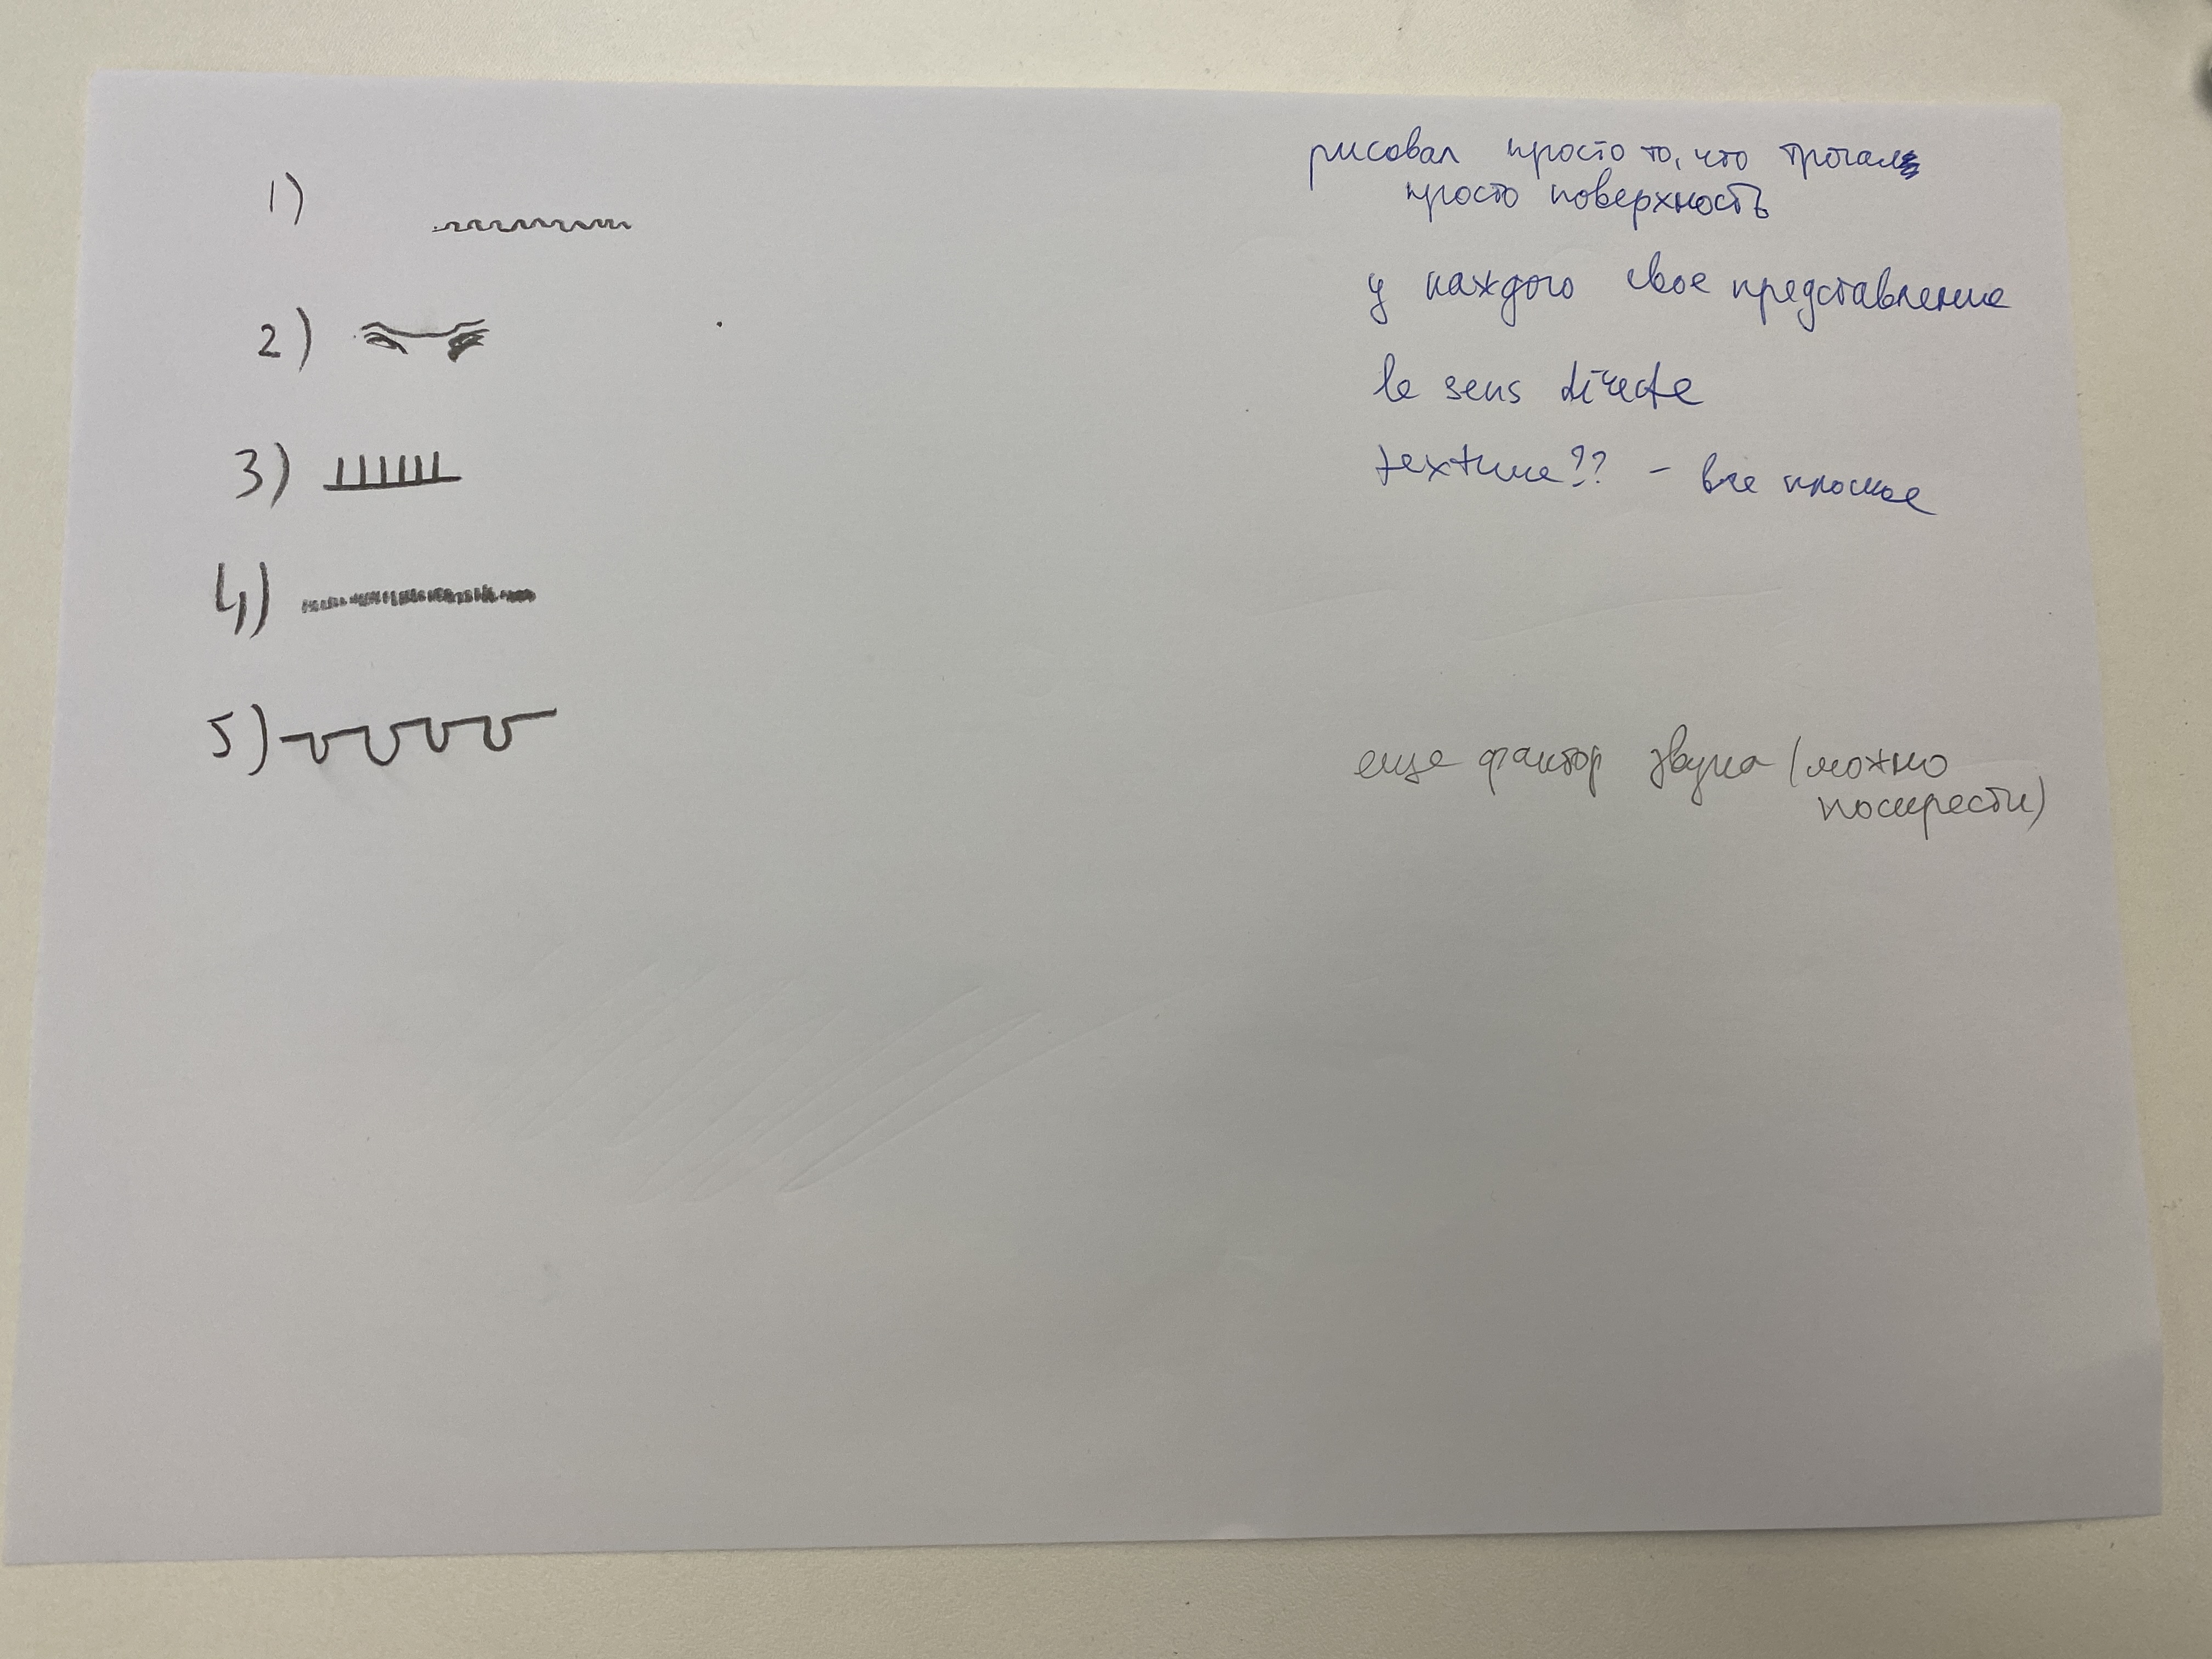 1)
2)
3)
4)
5)
рисовал просто то, что трогал
просто поверхность
у каждого свое представление
le sens directe
texture?? – все плоское
еще фактор звука (можно
поскрести)